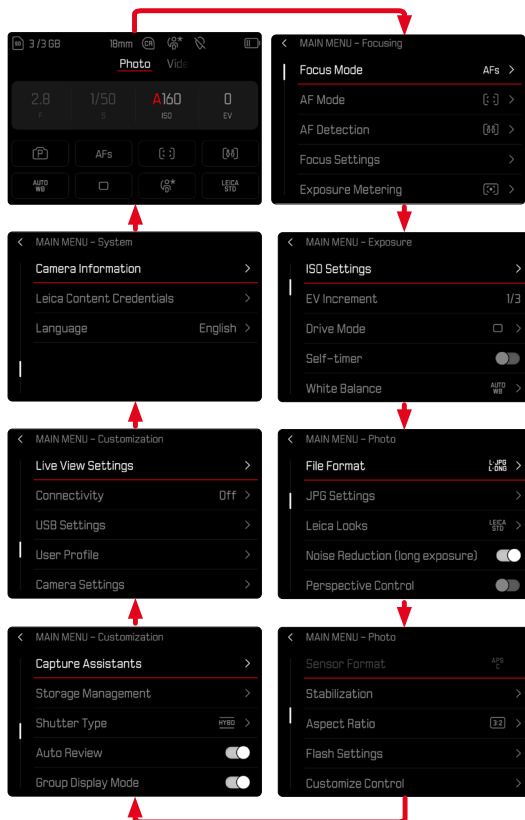 3 /3 GB 18mm CR
Photo Vide
2.8 1/50 A160 0
F S ISO EV
P AFs
AUTO WB LEICA STD
MAIN MENU – Focusing
Focus Mode AFs
AF Mode
AF Detection
Focus Settings
Exposure Metering
MAIN MENU – Exposure
ISO Settings
EV Increment 1/3
Drive Mode
Self-timer
White Balance AUTO WB
MAIN MENU – Photo
File Format L-JPG L-DNG
JPG Settings
Leica Looks LEICA STD
Noise Reduction (long exposure)
Perspective Control
MAIN MENU – Photo
Sensor Format APS C
Stabilization
Aspect Ratio 3:2
Flash Settings
Customize Control
MAIN MENU – Customization
Capture Assistants
Storage Management
Shutter Type HYBD
Auto Review
Group Display Mode
MAIN MENU – Customization
Live View Settings
Connectivity Off
USB Settings
User Profile
Camera Settings
MAIN MENU – System
Camera Information
Leica Content Credentials
Language English